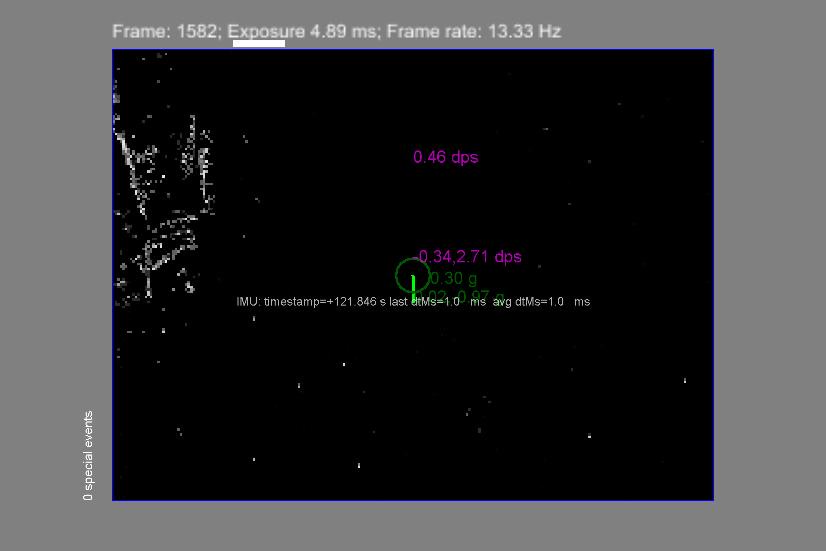 Frame: 1582; Exposure 4.89 ms; Frame rate: 13.33 Hz
0.46 dps
-0.34,2.71 dps
0.30 g
0.97 g
IMU: timestamp=+121.846 s last dtMs=1.0 ms avg dtMs=1.0 ms
0 special events